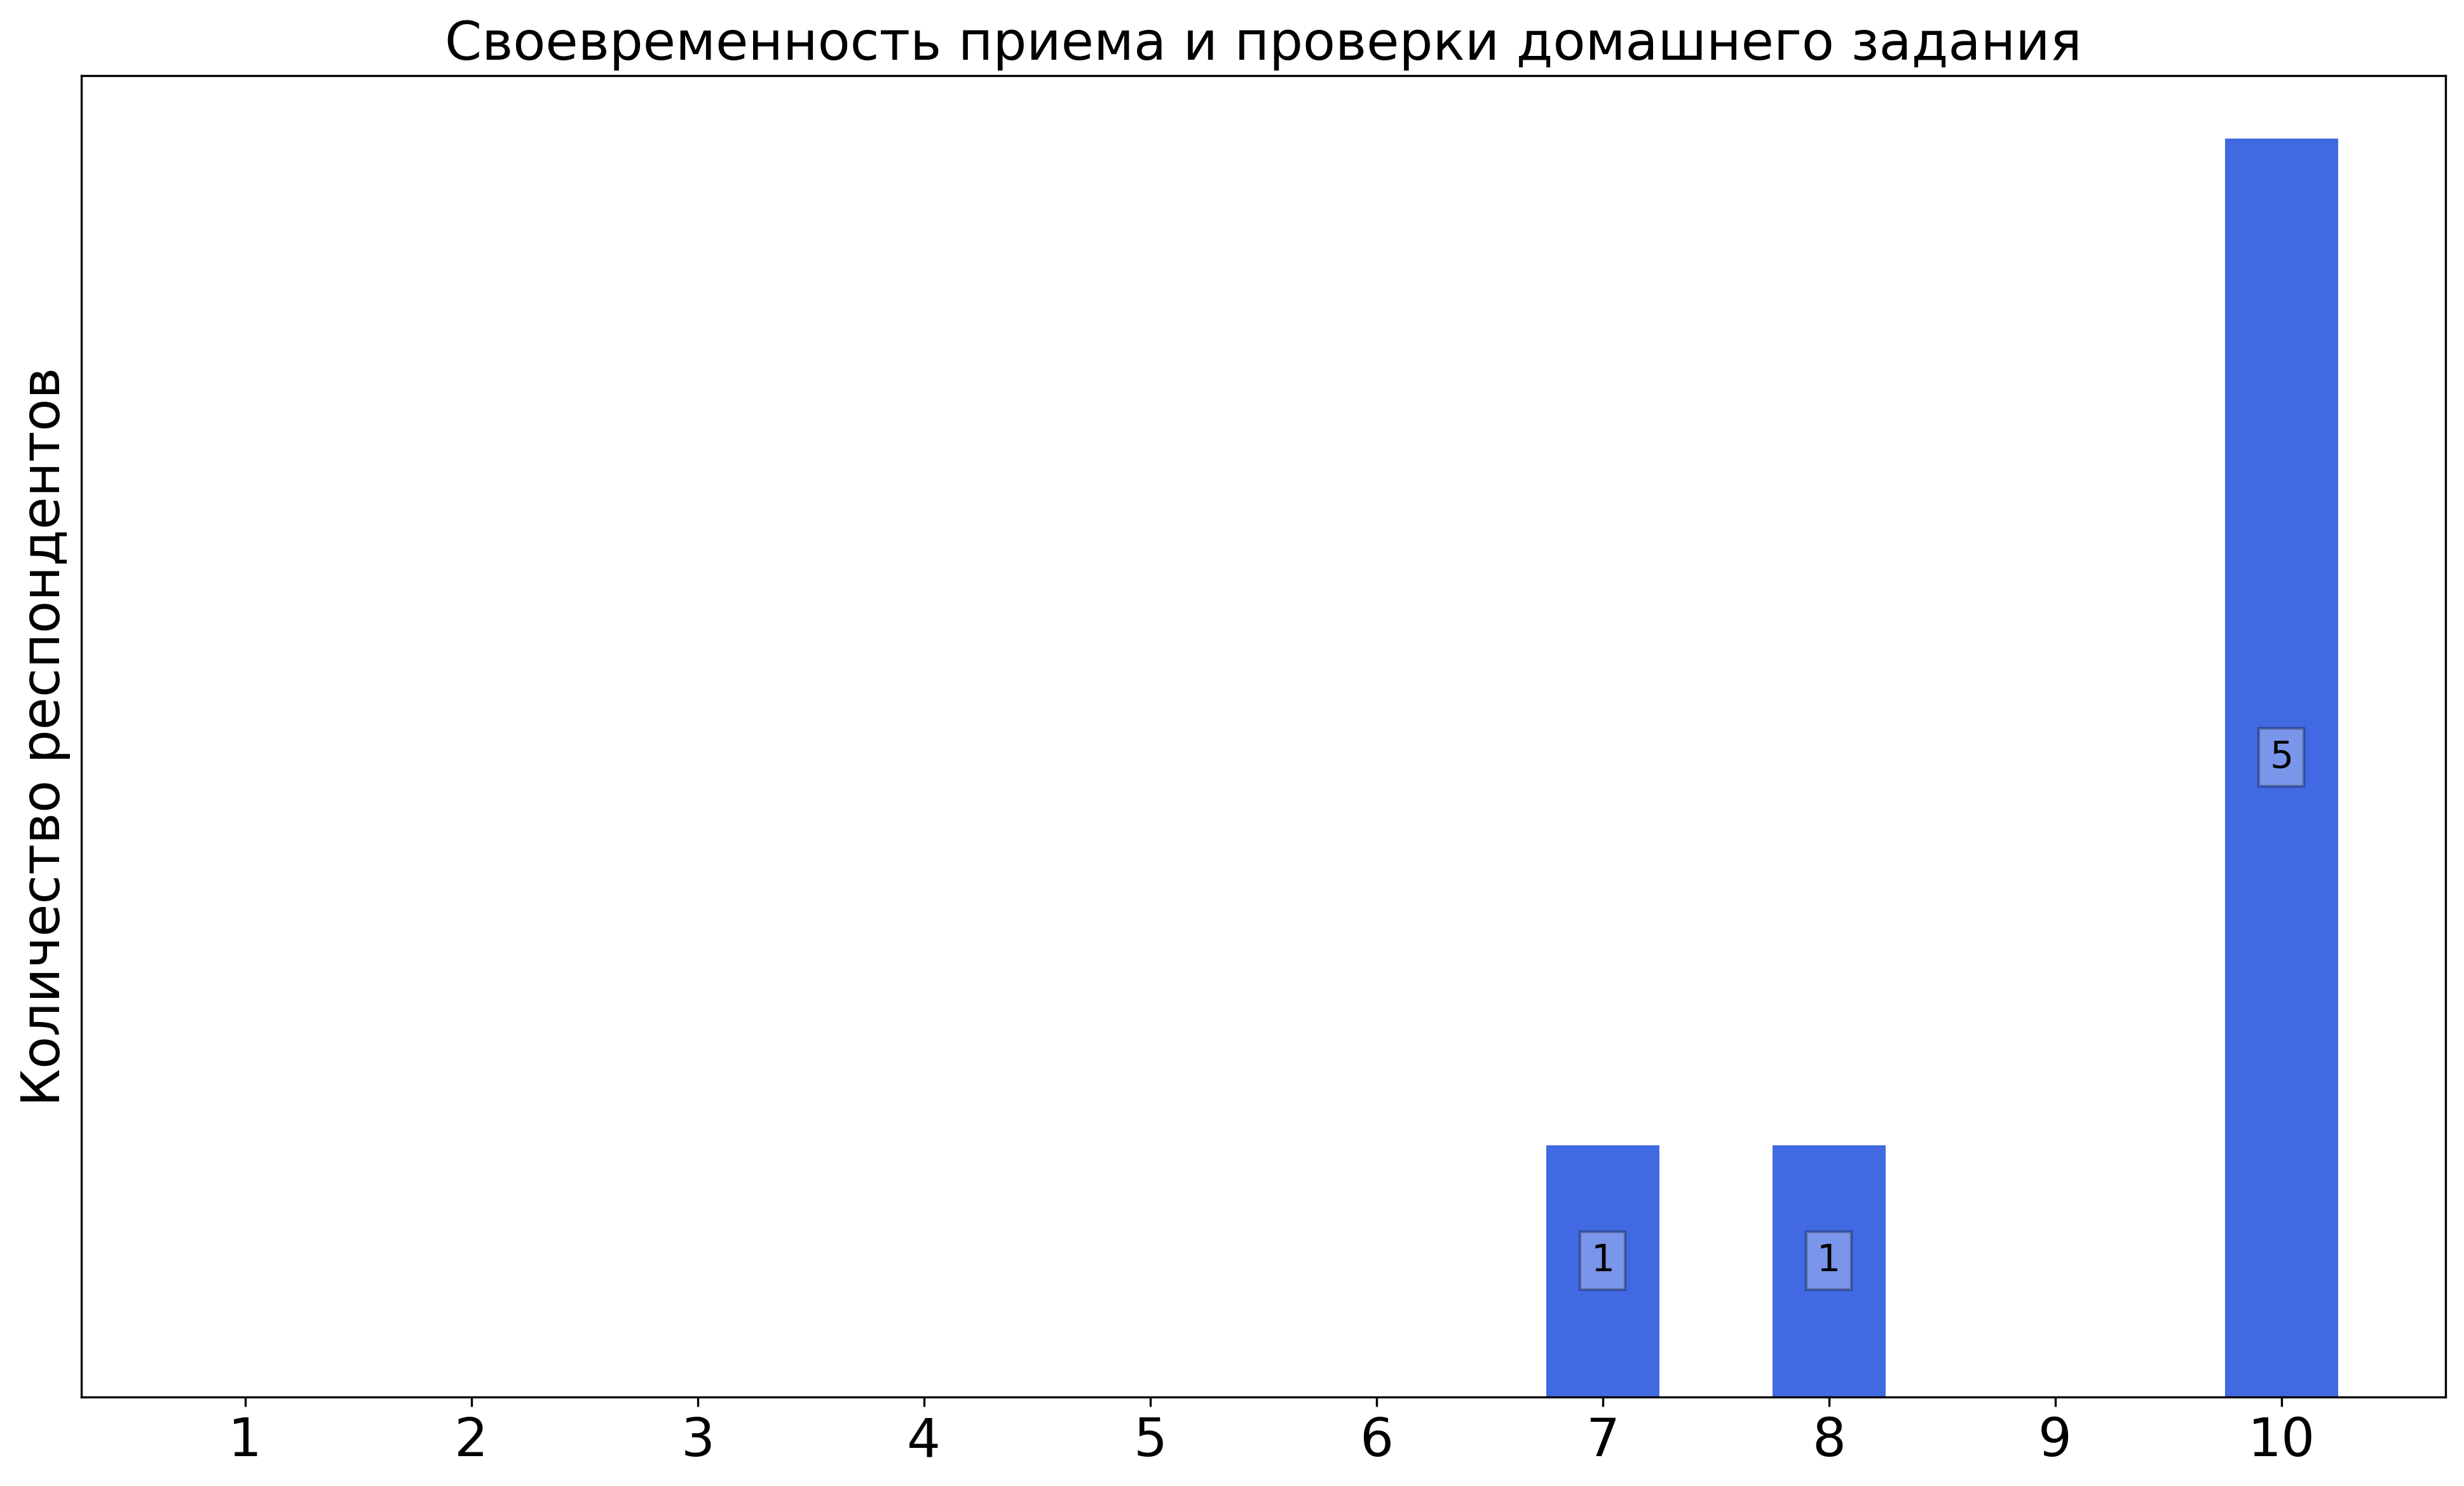 Своевременность приема и проверки домашнего задания
Количество респондентов
5
1 1
1 2 3 4 5 6 7 8 9 10